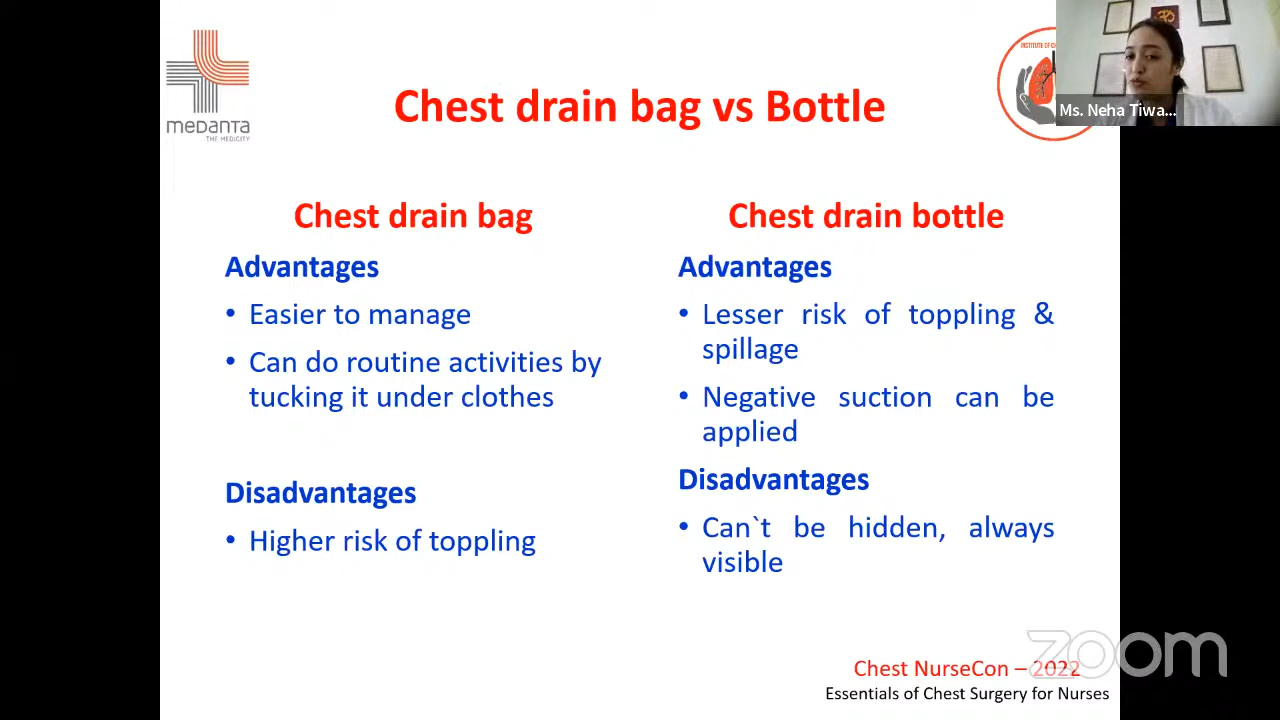 medanta
THE MEDICITY
INSTITUTE OF
Ms. Neha Tiwa...
Chest drain bag vs Bottle
Chest drain bag
Advantages
• Easier to manage
• Can do routine activities by
tucking it under clothes
Disadvantages
• Higher risk of toppling
Chest drain bottle
Advantages
• Lesser risk of toppling &
spillage
• Negative suction can be
applied
Disadvantages
• Can`t be hidden, always
visible
zoom
Chest NurseCon – 2022
Essentials of Chest Surgery for Nurses